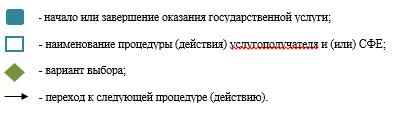 - начало или завершение оказания государственной услуги;
- наименование процедуры (действия) услугополучателя и (или) СФЕ;
- вариант выбора;
- переход к следующей процедуре (действию).